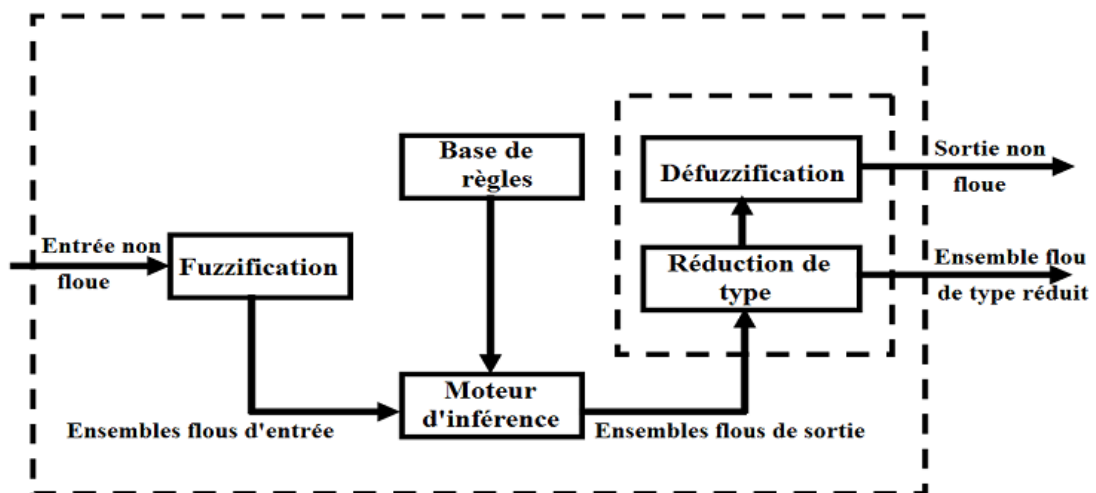 Base de
règles
Défuzzification
Sortie non
floue
Entrée non
floue
Fuzzification
Réduction de
type
Ensemble flou
de type réduit
Moteur
d'inférence
Ensembles flous d'entrée
Ensembles flous de sortie